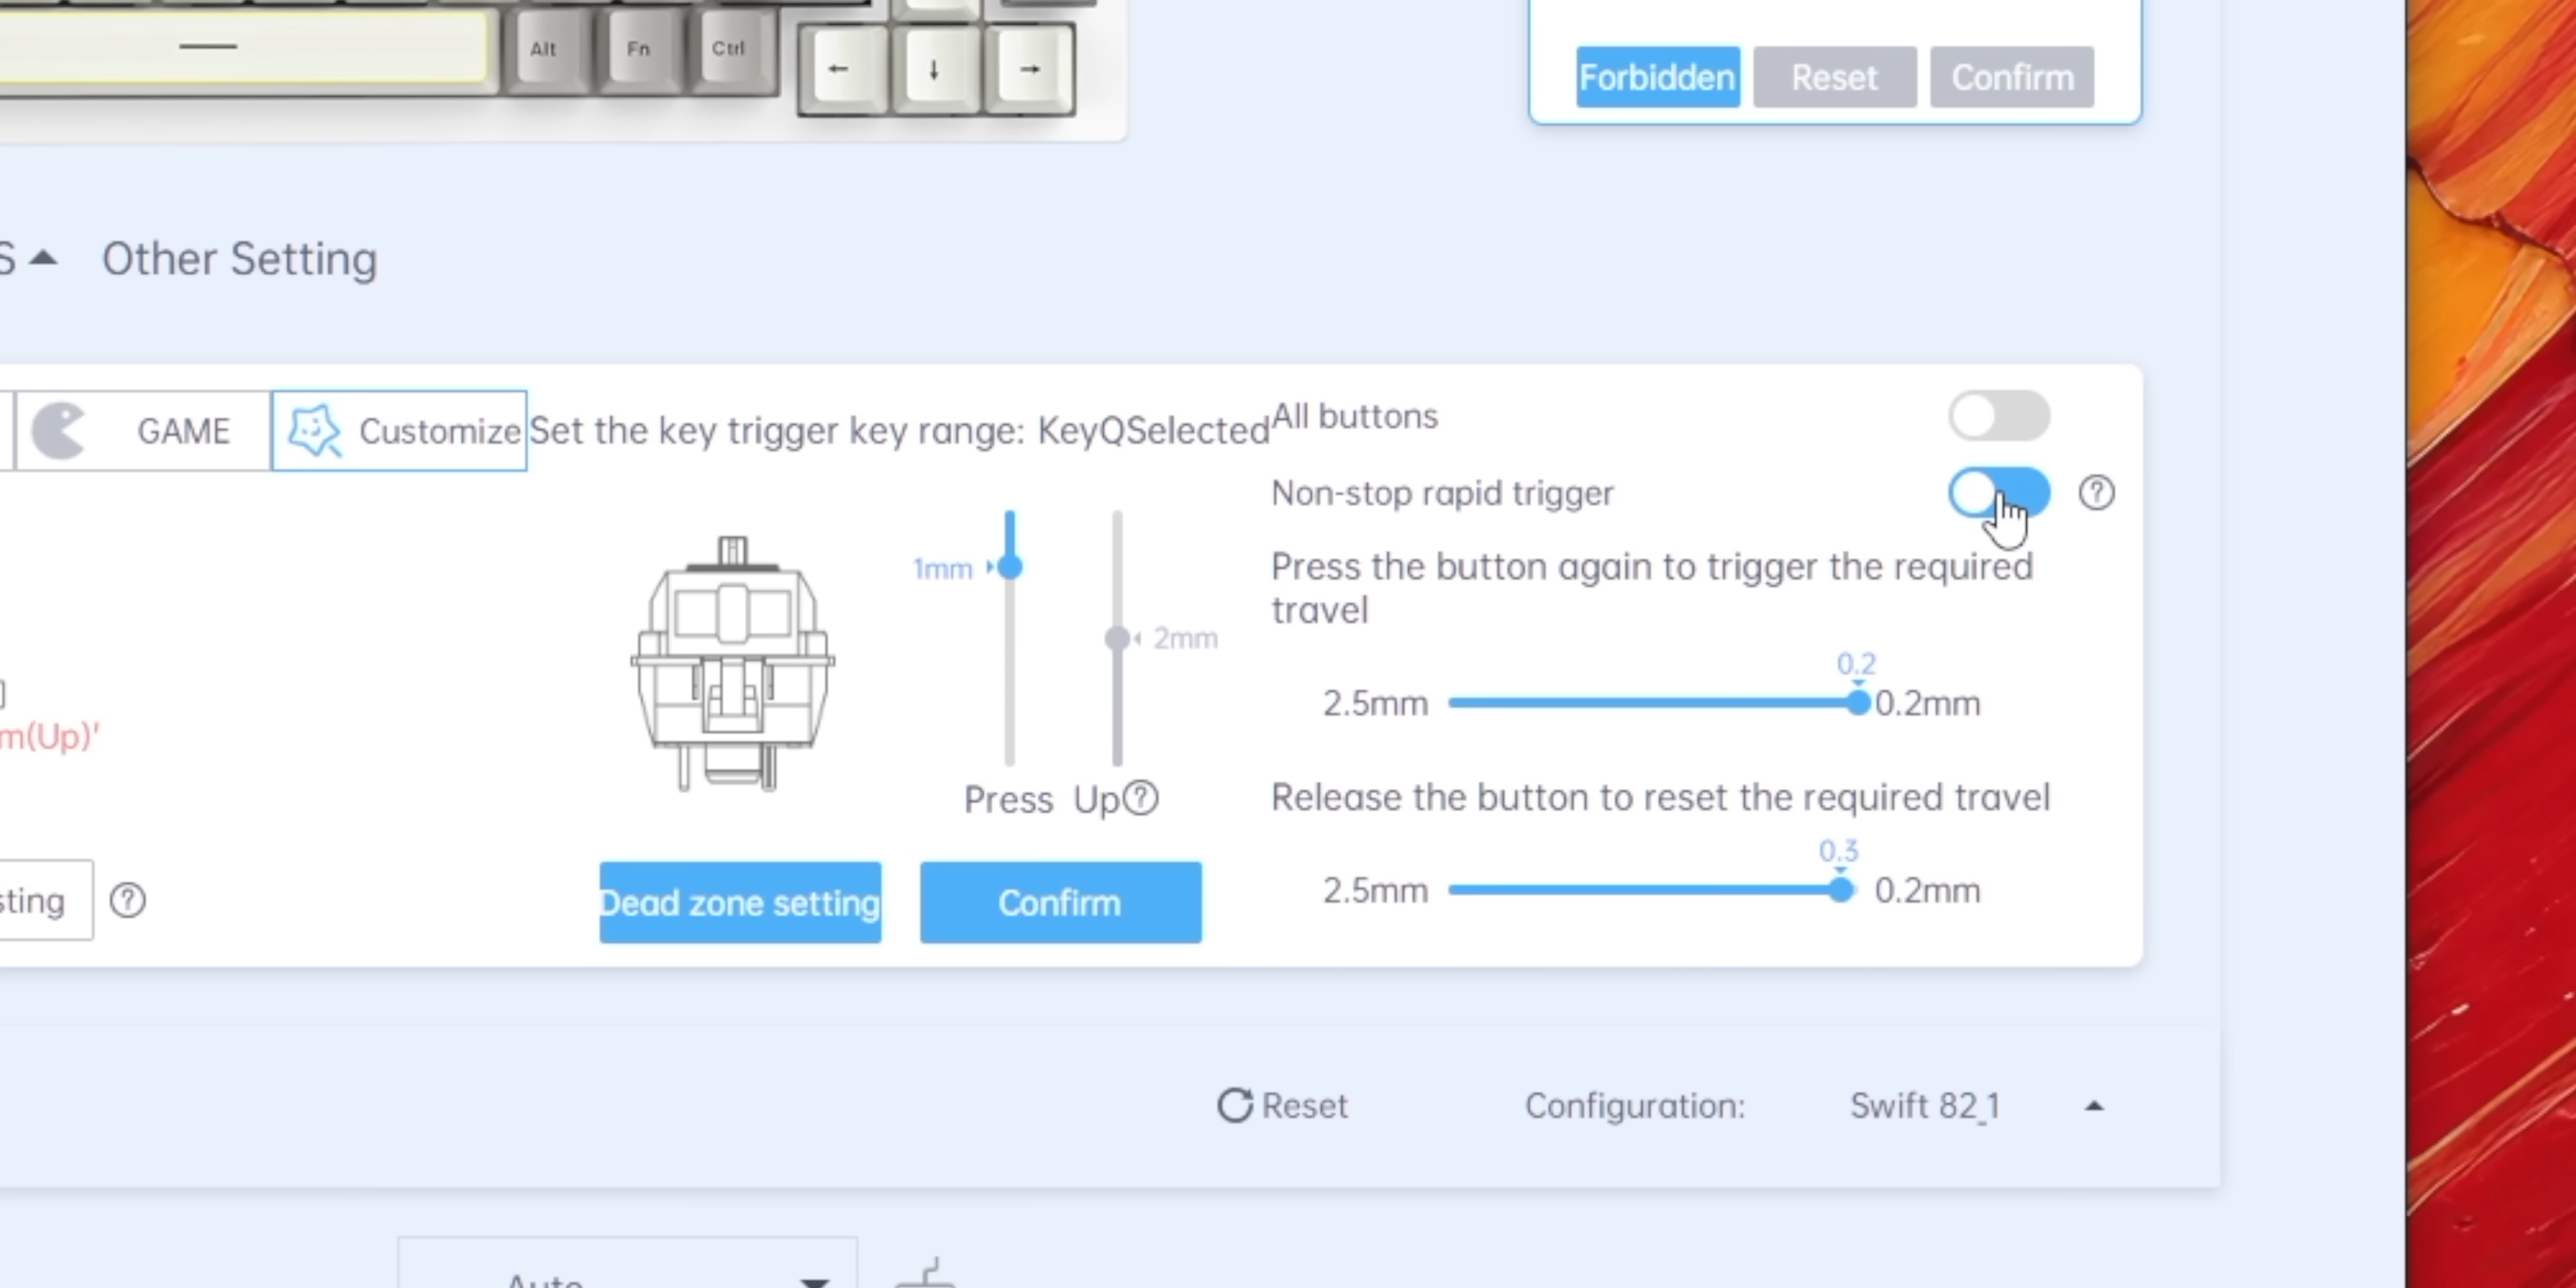 Alt
Fn
Ctrl
←
↓
→
Forbidden
Reset
Confirm
S
Other Setting
GAME
Customize
Set the key trigger key range: KeyQSelected
All buttons
Non-stop rapid trigger
?
Press the button again to trigger the required
travel
1mm
2mm
0.2
2.5mm
0.2mm
m(Up)'
Press
Up
?
Release the button to reset the required travel
0.3
2.5mm
0.2mm
sting
?
Dead zone setting
Confirm
Reset
Configuration:
Swift 82_1
Auto